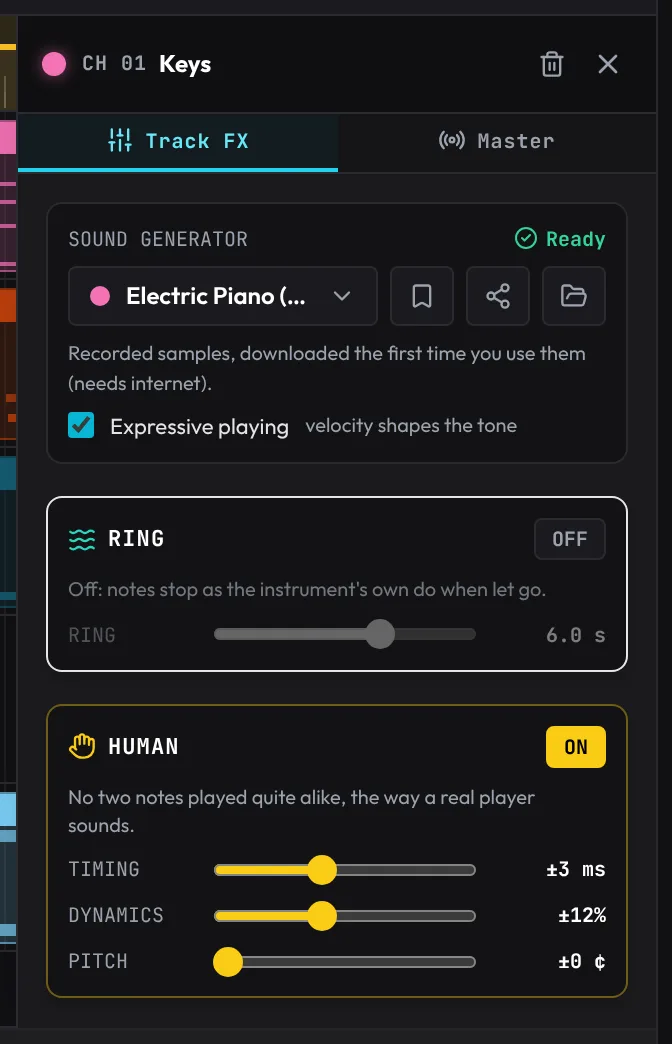 CH 01 Keys
Track FX
Master
SOUND GENERATOR
Ready
Electric Piano (...
Recorded samples, downloaded the first time you use them
(needs internet).
Expressive playing velocity shapes the tone
RING
OFF
Off: notes stop as the instrument's own do when let go.
RING 6.0 s
HUMAN
ON
No two notes played quite alike, the way a real player
sounds.
TIMING ±3 ms
DYNAMICS ±12%
PITCH ±0 ¢